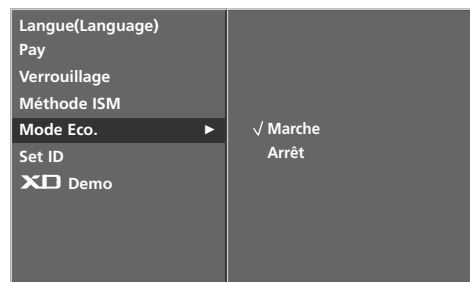 Langue(Language)
Pay
Verrouillage
Méthode ISM
Mode Eco. ►
√ Marche
Arrêt
Set ID
XD Demo